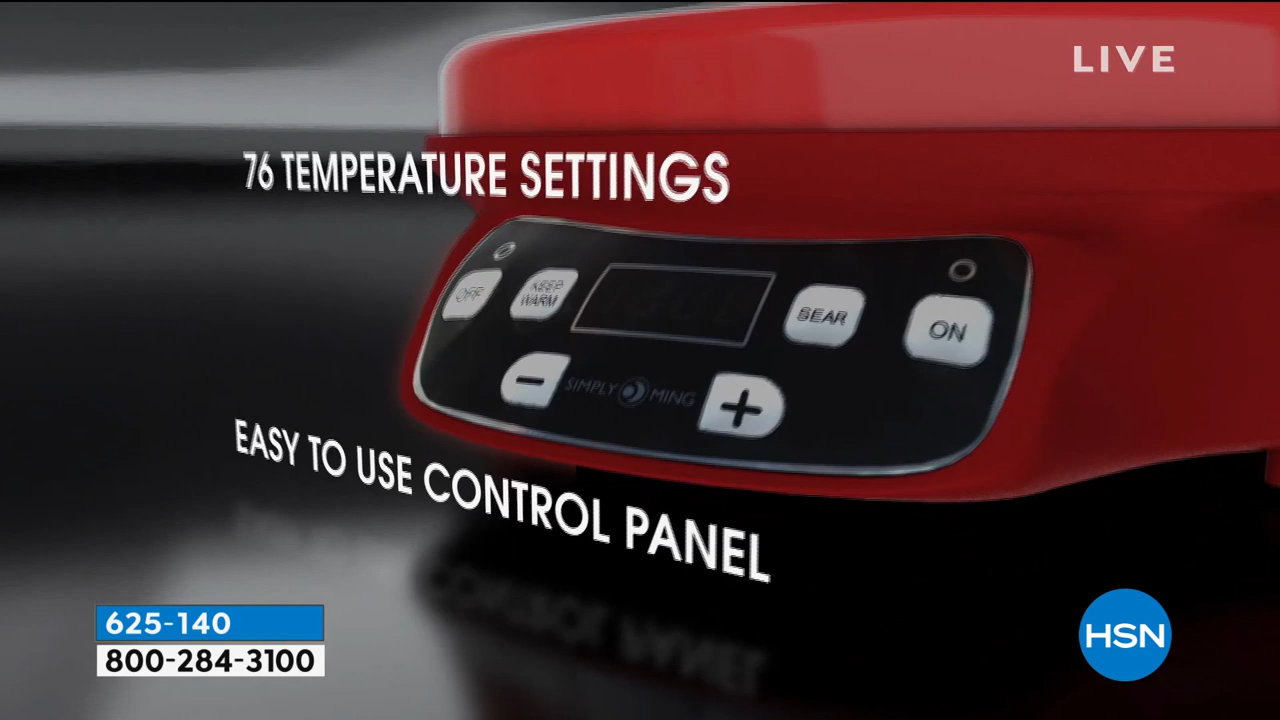 LIVE
76 TEMPERATURE SETTINGS
OFF
KEEP
WARM
SEAR
ON
−
SIMPLY MING
+
EASY TO USE CONTROL PANEL
625-140
800-284-3100
HSN